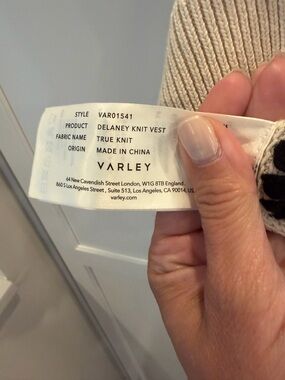 STYLE VAR01541
PRODUCT DELANEY KNIT VEST
FABRIC NAME TRUE KNIT
ORIGIN MADE IN CHINA
VARLEY
64 New Cavendish Street London, W1G 8TB England
860 S Los Angeles Street, Suite 513, Los Angeles, CA 90014, US
varley.com